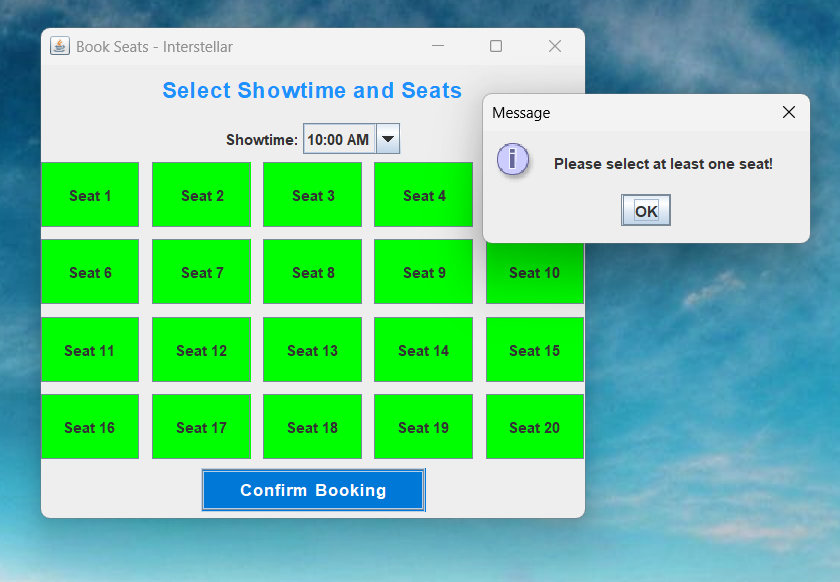 Book Seats - Interstellar
Select Showtime and Seats
Showtime: 10:00 AM
Seat 1 Seat 2 Seat 3 Seat 4
Seat 6 Seat 7 Seat 8 Seat 9 Seat 10
Seat 11 Seat 12 Seat 13 Seat 14 Seat 15
Seat 16 Seat 17 Seat 18 Seat 19 Seat 20
Confirm Booking
Message
Please select at least one seat!
OK